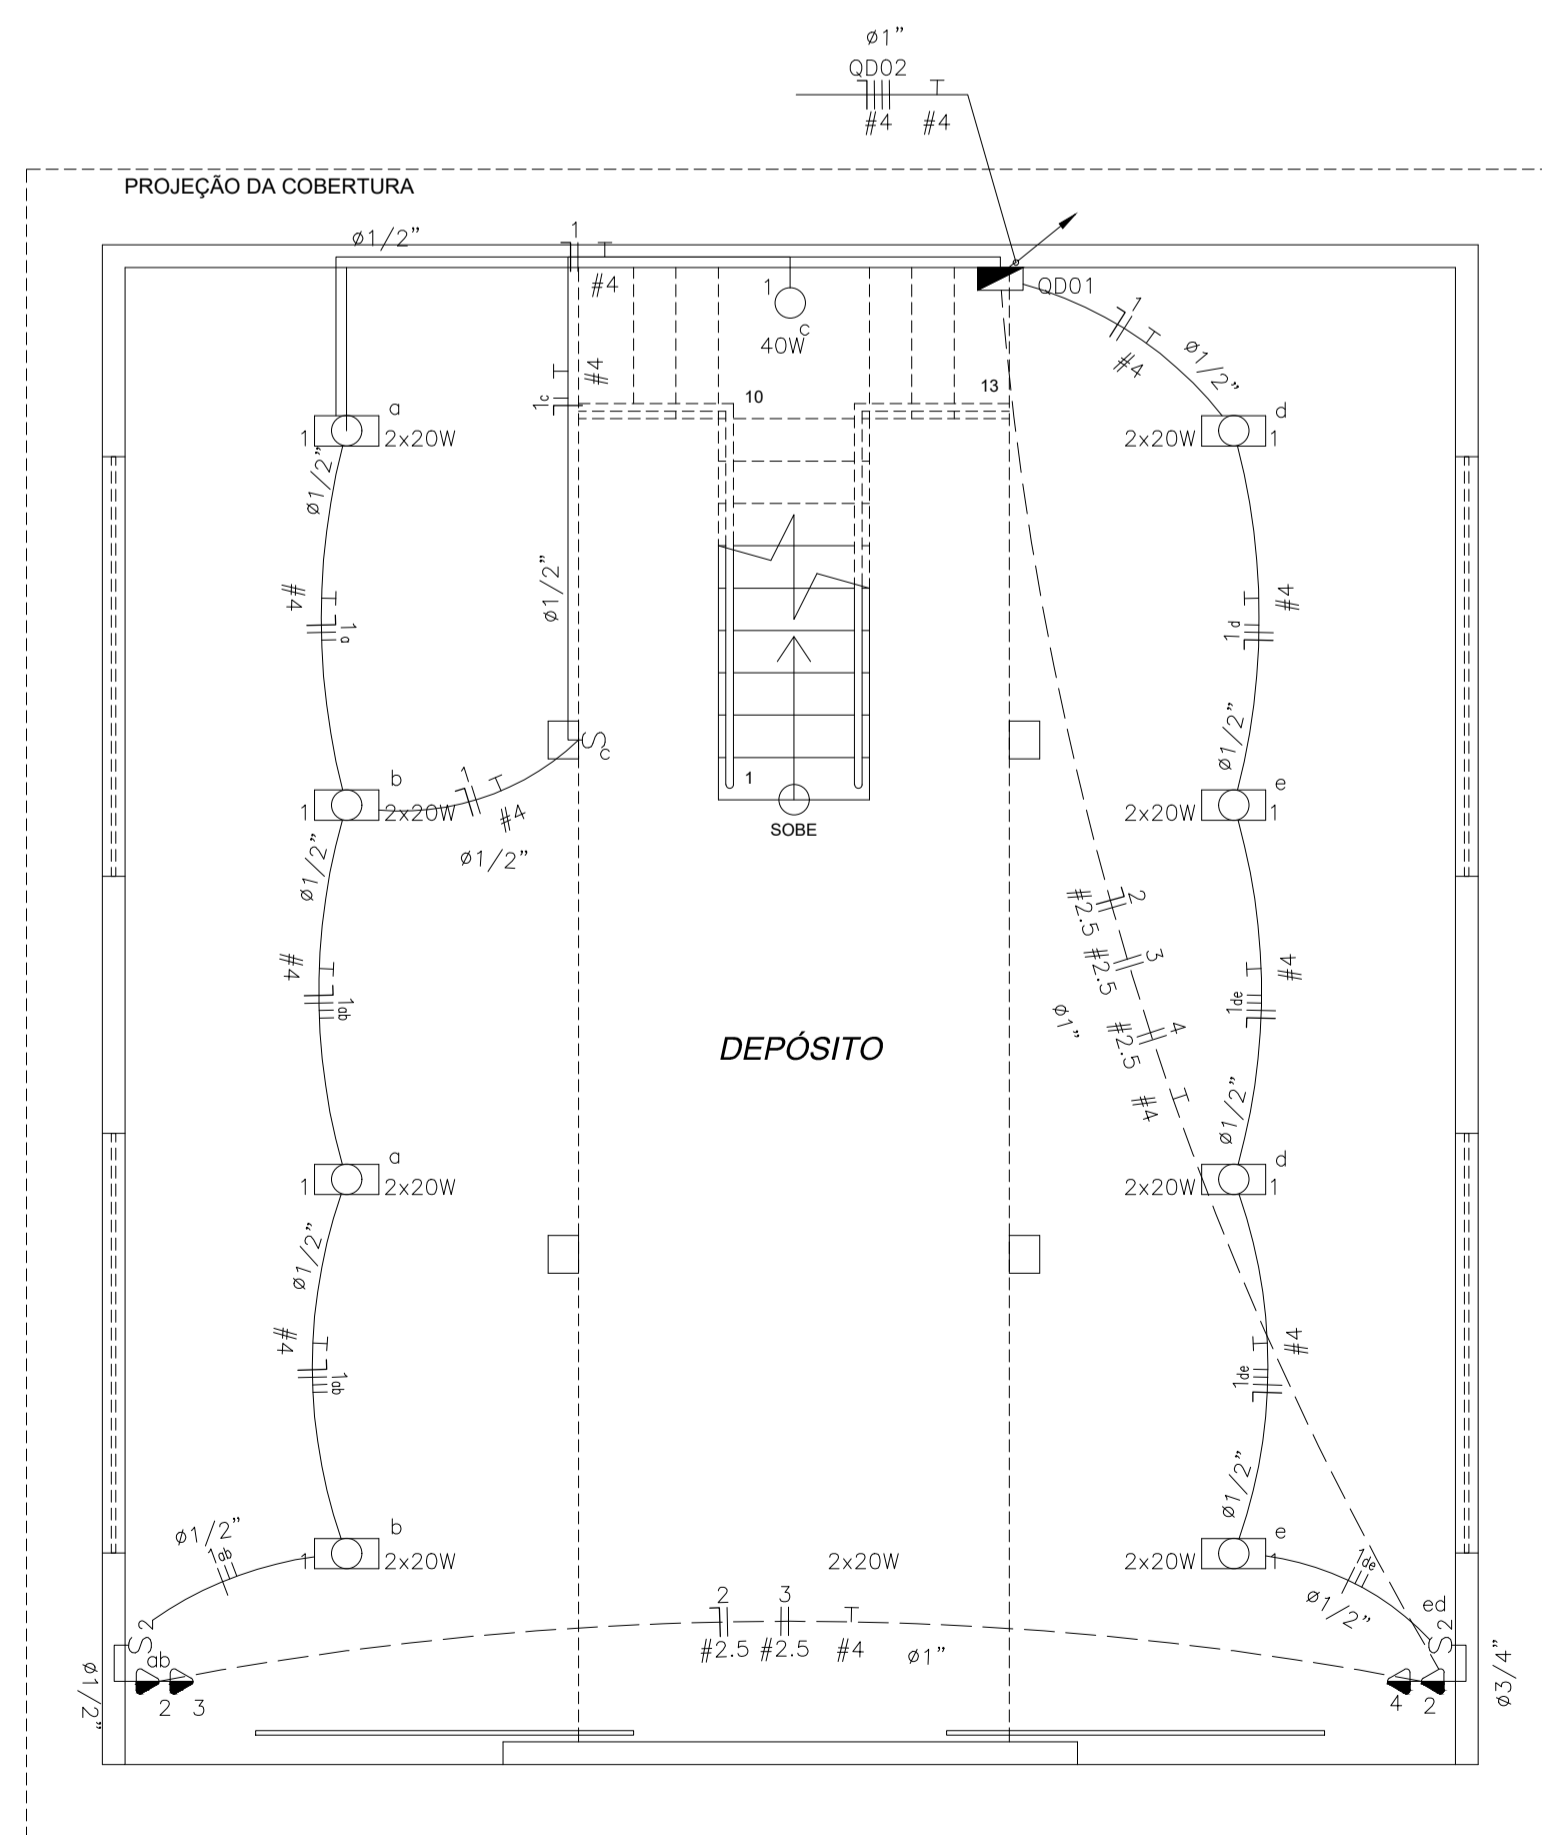 ø1"
QD02
#4 #4
PROJEÇÃO DA COBERTURA
ø1/2"
1
#4
QD01
1
c
40W
1
#4
ø1/2"
#4
1c
10
13
a
1 2x20W
d
2x20W 1
ø1/2"
#4
1a
ø1/2"
#4
1d
ø1/2"
S
c
b
1 2x20W
1
#4
ø1/2"
1
SOBE
e
2x20W 1
ø1/2"
#4
1ab
2
#2.5
3
#2.5
4
#2.5
#4
ø1"
#4
1de
DEPÓSITO
ø1/2"
a
1 2x20W
d
2x20W 1
ø1/2"
#4
1ab
#4
1de
ø1/2"
b
1 2x20W
2x20W
e
2x20W 1
ø1/2"
1ab
1de
ø1/2"
S2
ab
2 3
ø1/2"
2 3
#2.5 #2.5 #4 ø1"
ed
S2
4 2
ø3/4"